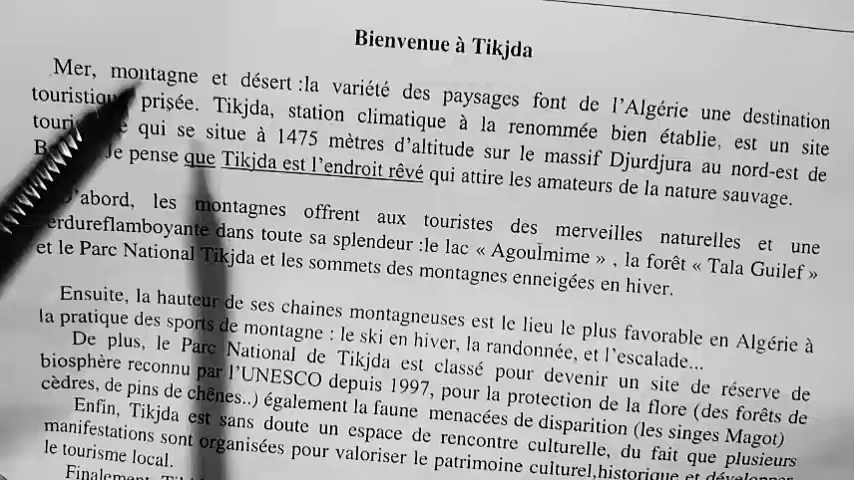 Bienvenue à Tikjda
Mer, montagne et désert :la variété des paysages font de l'Algérie une destination
prisée. Tikjda, station climatique à la renommée bien établie, est un site
qui se situe à 1475 mètres d'altitude sur le massif Djurdjura au nord-est de
Je pense que Tikjda est l'endroit rêvé qui attire les amateurs de la nature sauvage.
les montagnes offrent aux touristes des merveilles naturelles et une
dans toute sa splendeur :le lac « Agoulmime » , la forêt « Tala Guilef »
et le Parc National Tikjda et les sommets des montagnes enneigées en hiver.
Ensuite, la hauteur de ses chaines montagneuses est le lieu le plus favorable en Algérie à
la pratique des sports de montagne : le ski en hiver, la randonnée, et l'escalade...
De plus, le Parc National de Tikjda est classé pour devenir un site de réserve de
biosphère reconnu par l'UNESCO depuis 1997, pour la protection de la flore (des forêts de
cèdres, de pins de chênes..) également la faune menacées de disparition (les singes Magot)
Enfin, Tikjda est sans doute un espace de rencontre culturelle, du fait que plusieurs
manifestations sont organisées pour valoriser le patrimoine culturel,historique et développer
le tourisme local.
Finalement